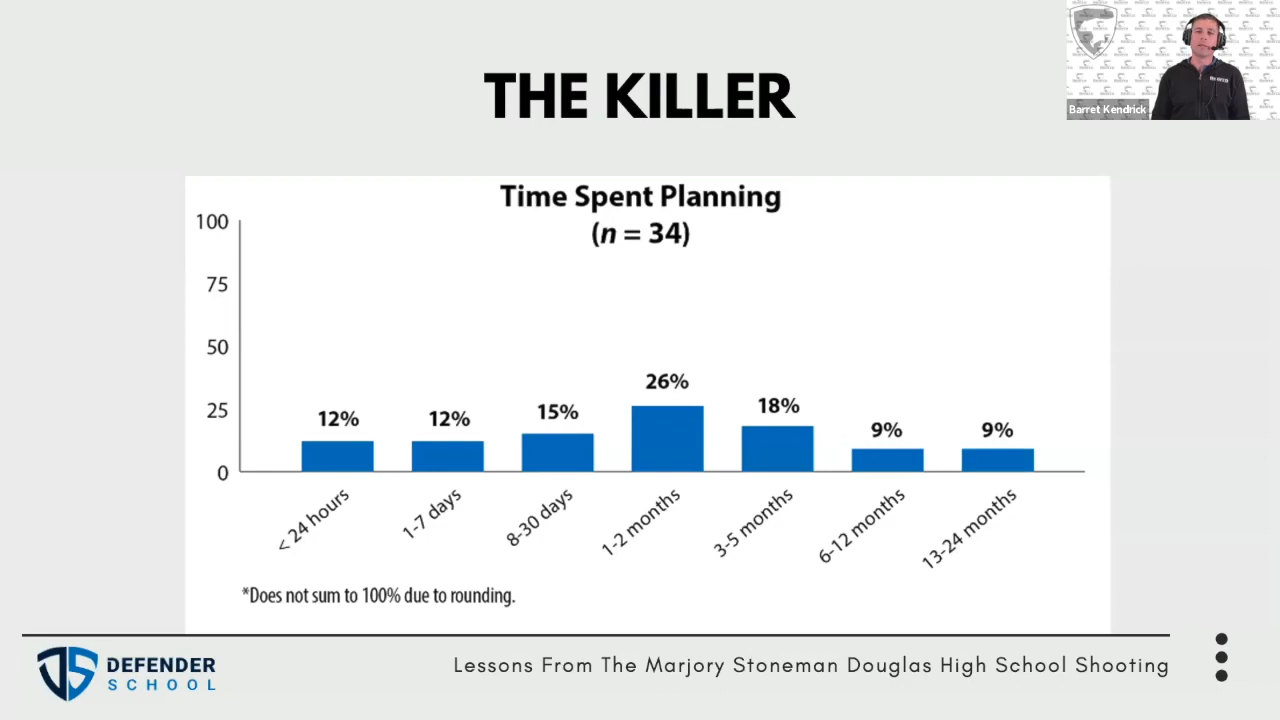 THE KILLER
Barret Kendrick
Time Spent Planning
(n = 34)
100
75
50
25
0
12%
12%
15%
26%
18%
9%
9%
< 24 hours
1-7 days
8-30 days
1-2 months
3-5 months
6-12 months
13-24 months
*Does not sum to 100% due to rounding.
DEFENDER
SCHOOL
Lessons From The Marjory Stoneman Douglas High School Shooting